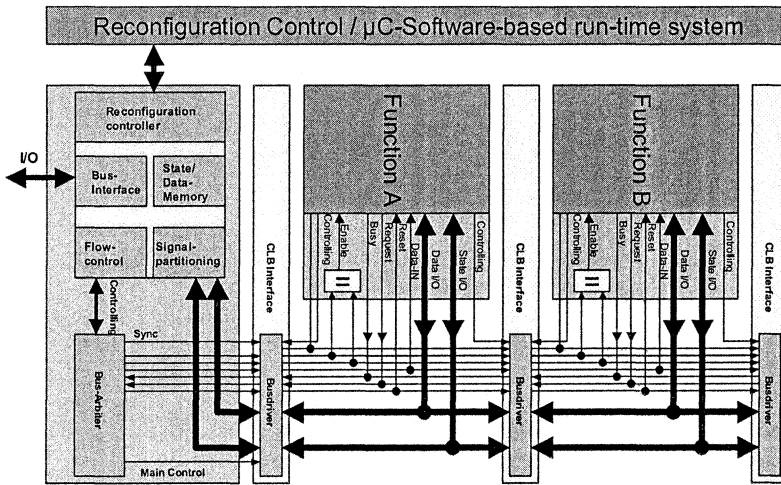 Reconfiguration Control / µC-Software-based run-time system
Reconfiguration
controller
I/O
Bus-
Interface
State/
Data-
Memory
Flow-
control
Signal-
partitioning
Controlling
Bus-Arbiter
Sync
Main Control
CLB Interface
Busdriver
Function A
Controlling
Enable
=
Busy
Request
Reset
Data-IN
Data I/O
State I/O
Controlling
CLB Interface
Busdriver
Function B
Controlling
Enable
=
Busy
Request
Reset
Data-IN
Data I/O
State I/O
Controlling
CLB Interface
Busdriver